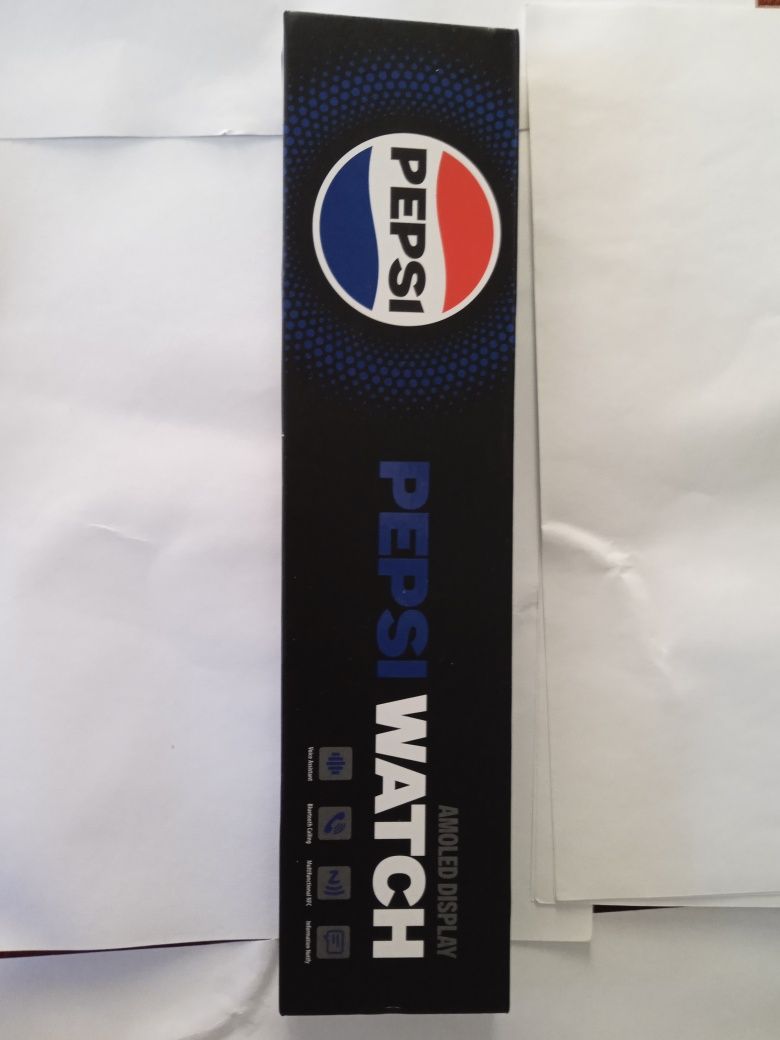 PEPSI
AMOLED DISPLAY
PEPSI WATCH
Voice Assistant
Bluetooth Calling
Multifunctional NFC
Information Notify